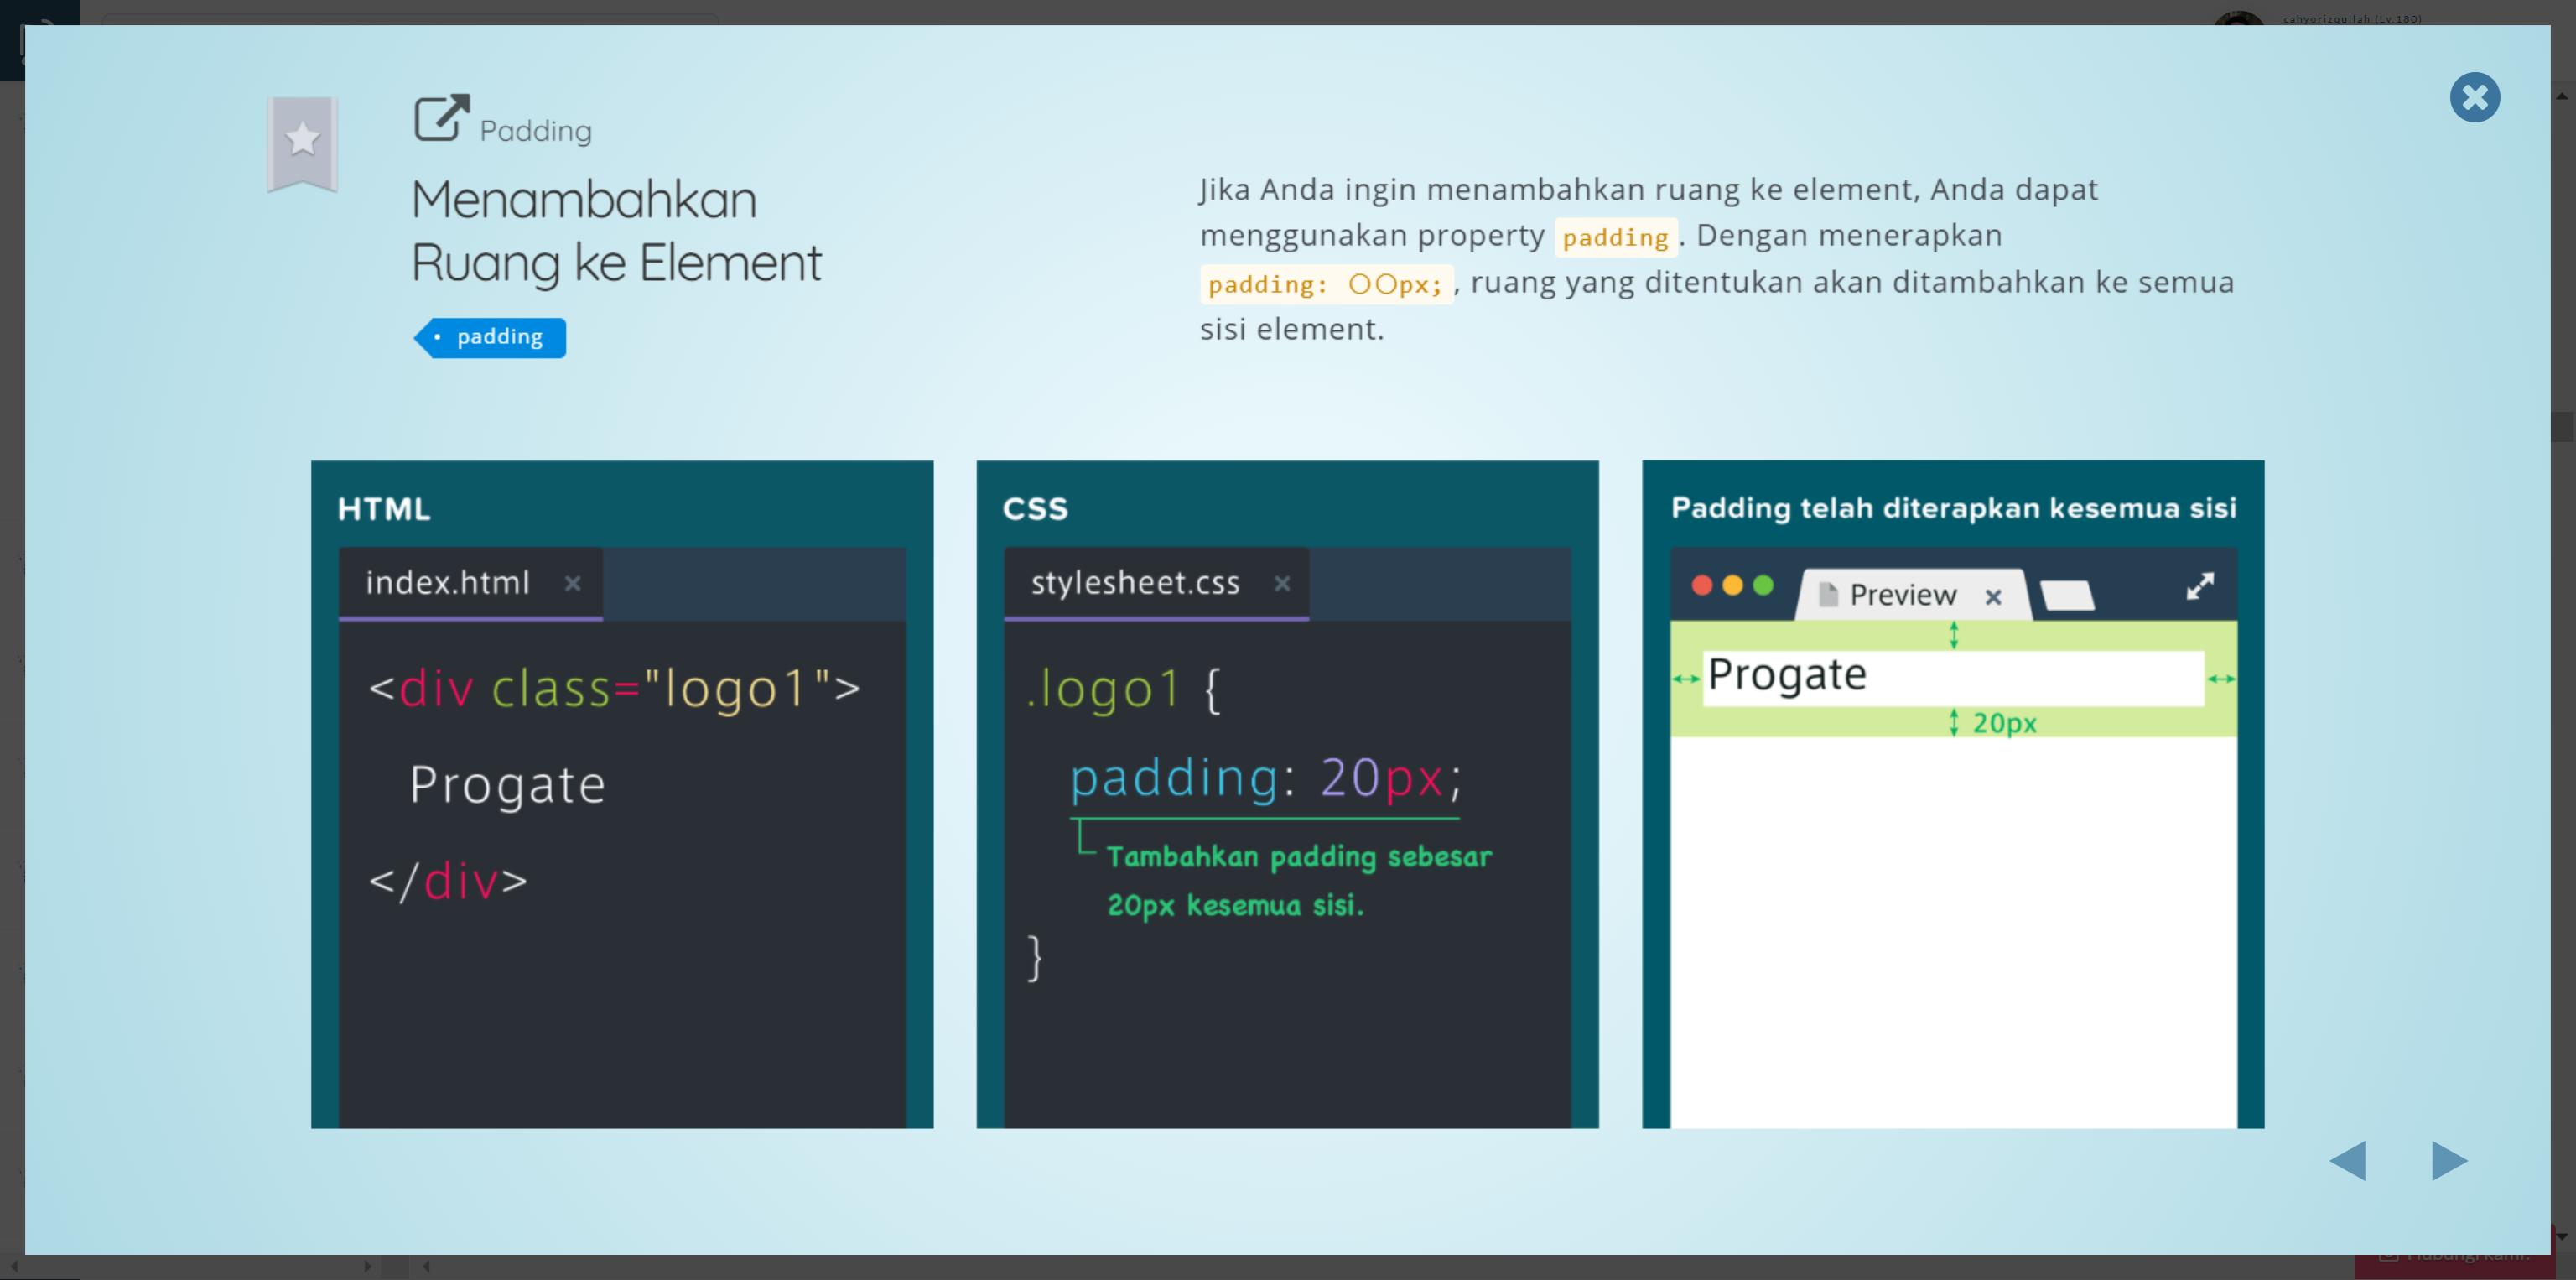 cahyorizqullah (Lv.180)
Padding
Menambahkan
Ruang ke Element
padding
Jika Anda ingin menambahkan ruang ke element, Anda dapat
menggunakan property padding. Dengan menerapkan
padding: ○○px;, ruang yang ditentukan akan ditambahkan ke semua
sisi element.
HTML
index.html ×
<div class="logo1">
Progate
</div>
CSS
stylesheet.css ×
.logo1 {
padding: 20px;
Tambahkan padding sebesar
20px kesemua sisi.
}
Padding telah diterapkan kesemua sisi
Preview ×
Progate
20px
Hubungi kami.